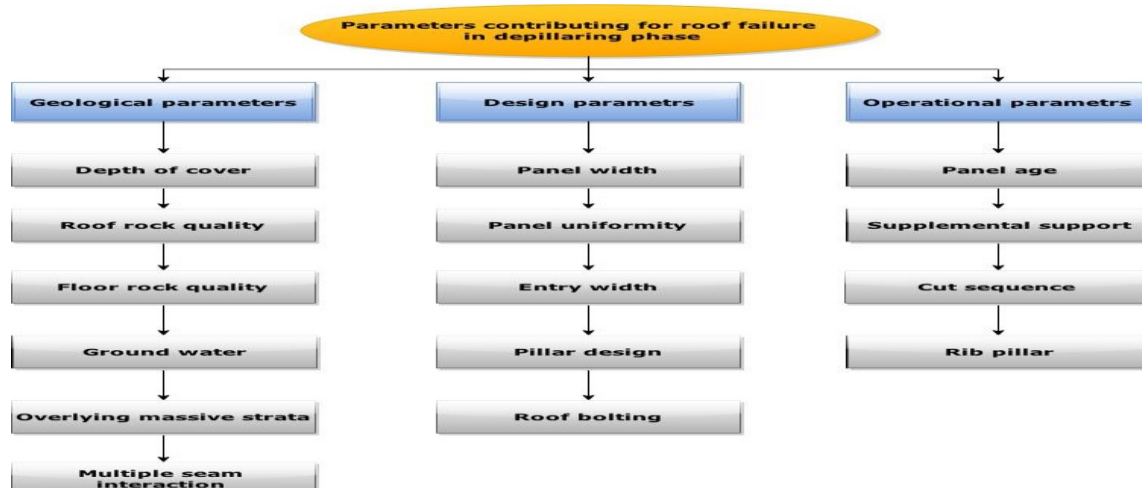 Parameters contributing for roof failure
in depillaring phase
Geological parameters
Depth of cover
Roof rock quality
Floor rock quality
Ground water
Overlying massive strata
Multiple seam
interaction
Design parametrs
Panel width
Panel uniformity
Entry width
Pillar design
Roof bolting
Operational parametrs
Panel age
Supplemental support
Cut sequence
Rib pillar